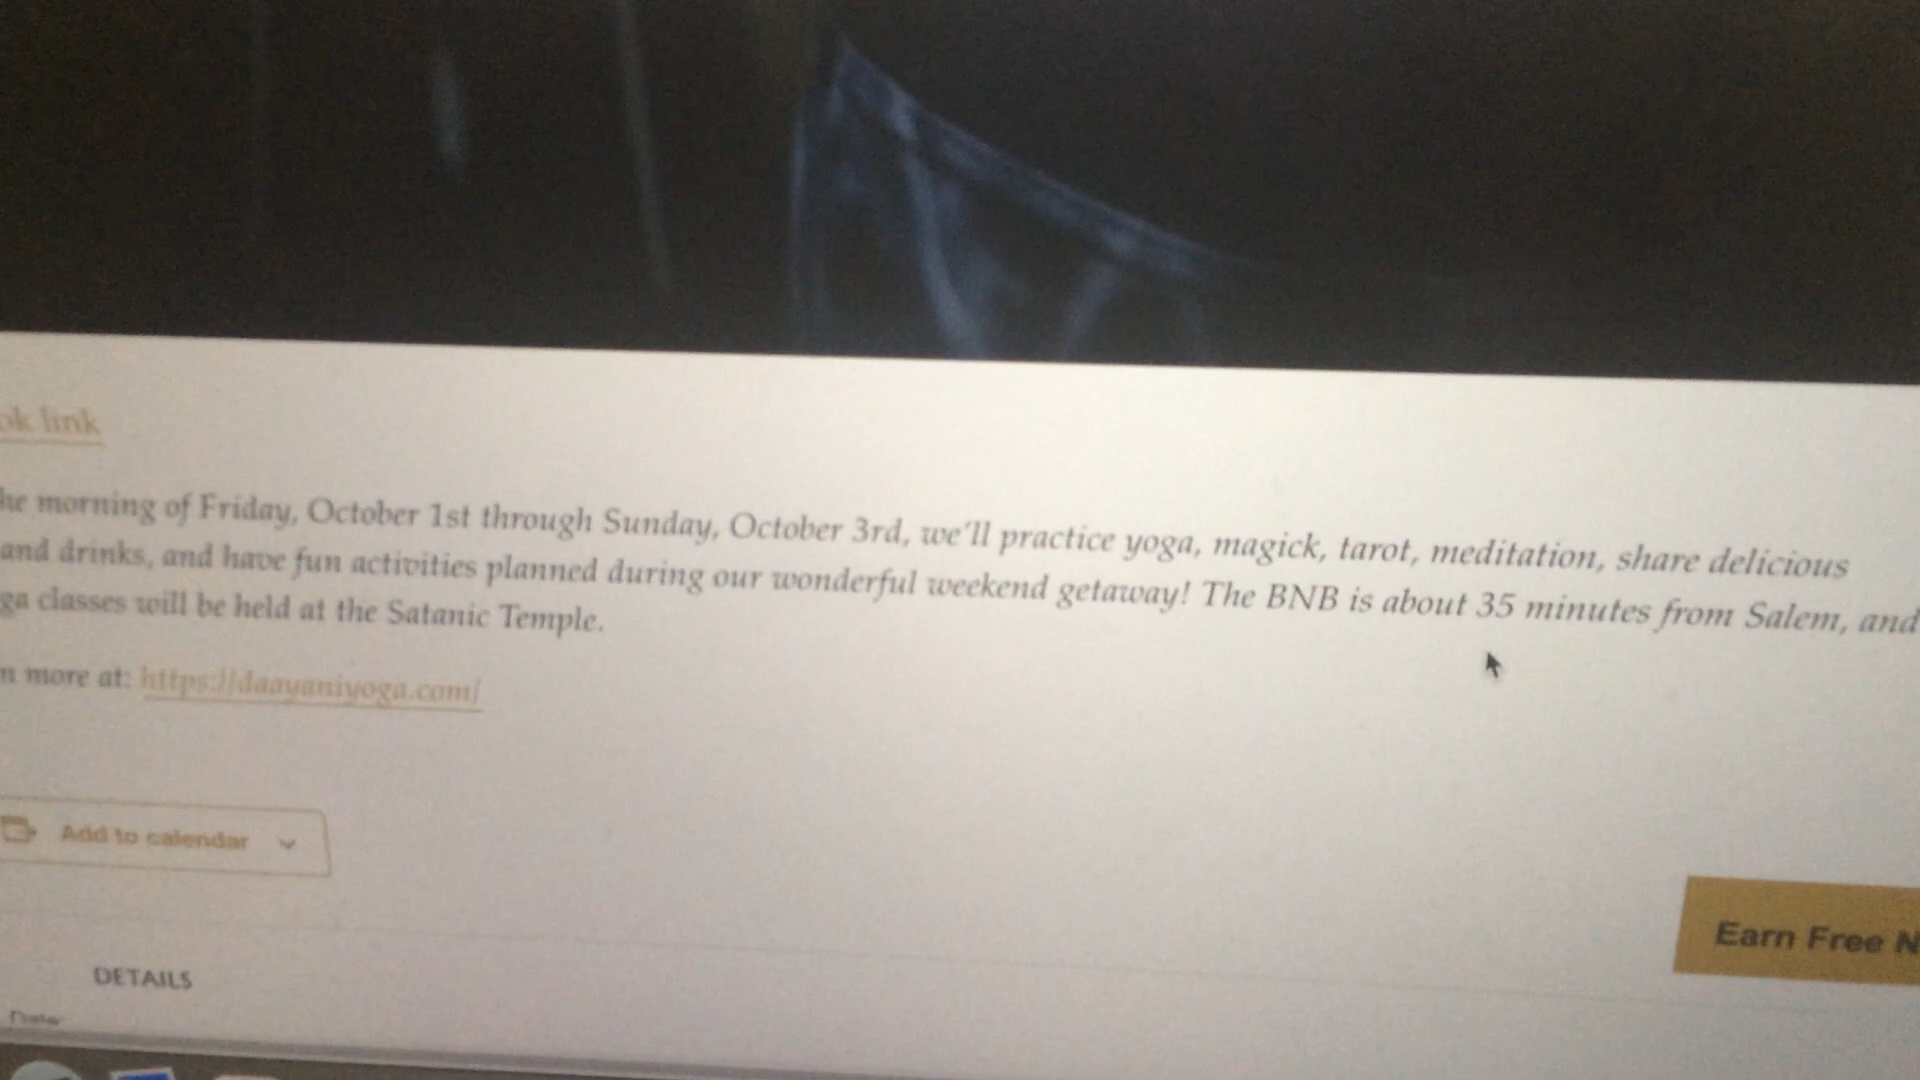 ok link
he morning of Friday, October 1st through Sunday, October 3rd, we'll practice yoga, magick, tarot, meditation, share delicious
and drinks, and have fun activities planned during our wonderful weekend getaway! The BNB is about 35 minutes from Salem, and
ga classes will be held at the Satanic Temple.
n more at: https://daayaniyoga.com/
Add to calendar
Earn Free N
DETAILS
Date